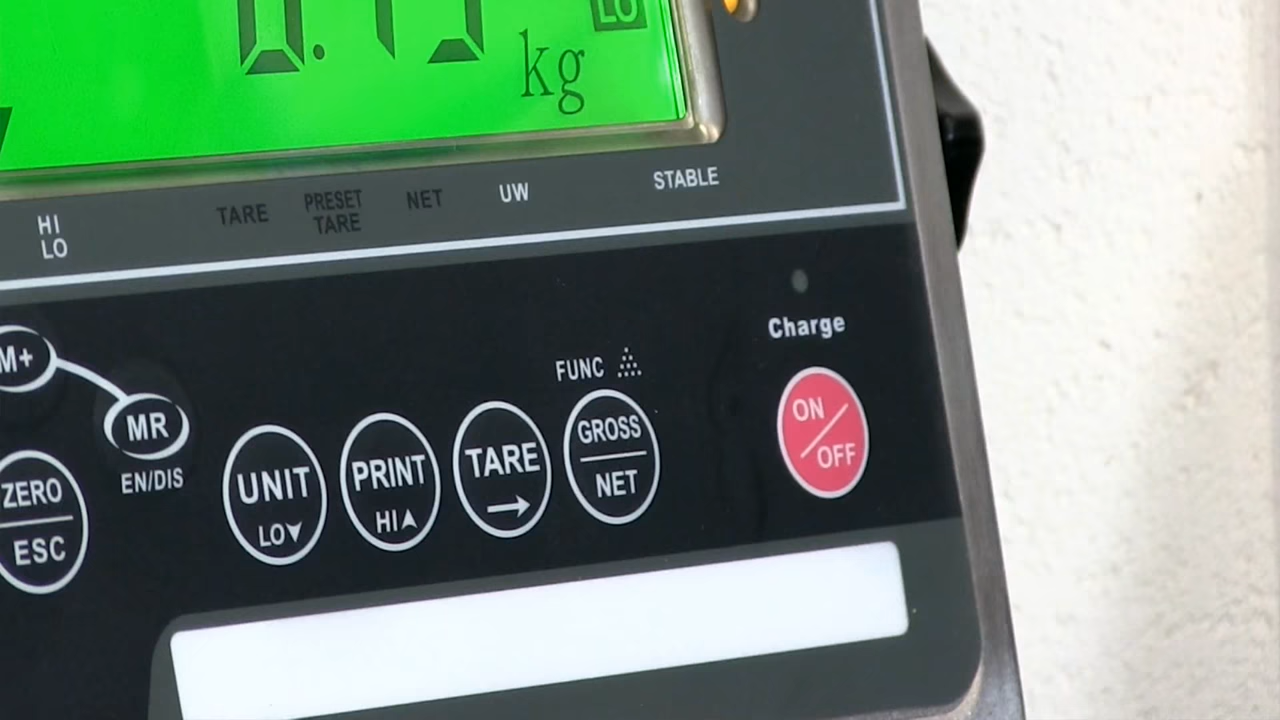 LO
kg
HI
LO
TARE
PRESET
TARE
NET
UW
STABLE
Charge
M+
MR
EN/DIS
FUNC
ZERO
ESC
UNIT
LO▼
PRINT
HI▲
TARE
→
GROSS
NET
ON
OFF